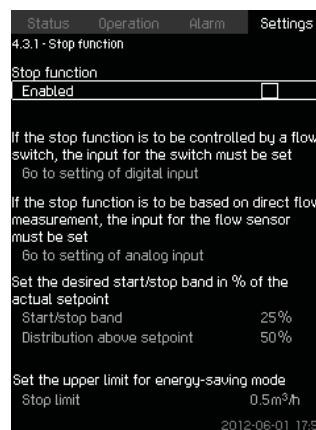 Status Operation Alarm Settings
4.3.1 - Stop function
Stop function
Enabled
If the stop function is to be controlled by a flow
switch, the input for the switch must be set
Go to setting of digital input
If the stop function is to be based on direct flow
measurement, the input for the flow sensor
must be set
Go to setting of analog input
Set the desired start/stop band in % of the
actual setpoint
Start/stop band 25%
Distribution above setpoint 50%
Set the upper limit for energy-saving mode
Stop limit 0.5m³/h
2012-06-01